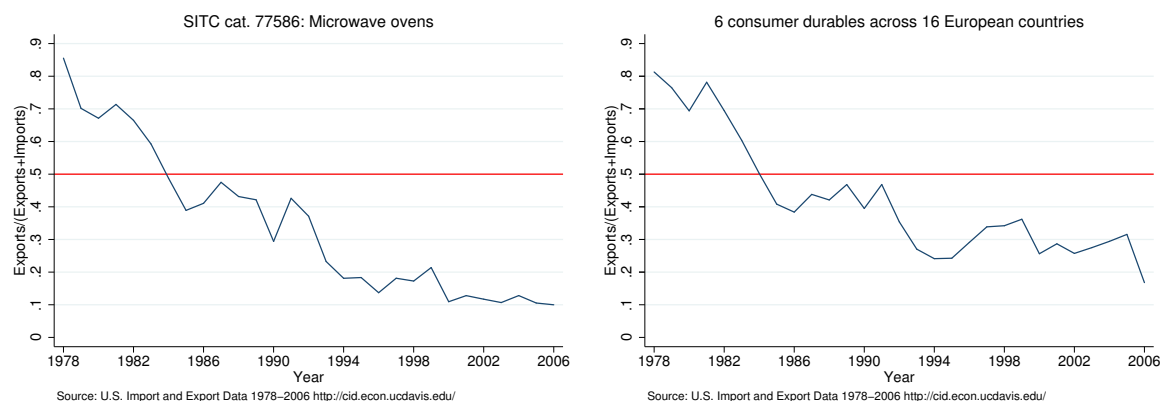 SITC cat. 77586: Microwave ovens
Exports/(Exports+Imports)
.9
.8
.7
.6
.5
.4
.3
.2
.1
0
1978 1982 1986 1990 1994 1998 2002 2006
Year
Source: U.S. Import and Export Data 1978−2006 http://cid.econ.ucdavis.edu/
6 consumer durables across 16 European countries
Exports/(Exports+Imports)
.9
.8
.7
.6
.5
.4
.3
.2
.1
0
1978 1982 1986 1990 1994 1998 2002 2006
Year
Source: U.S. Import and Export Data 1978−2006 http://cid.econ.ucdavis.edu/